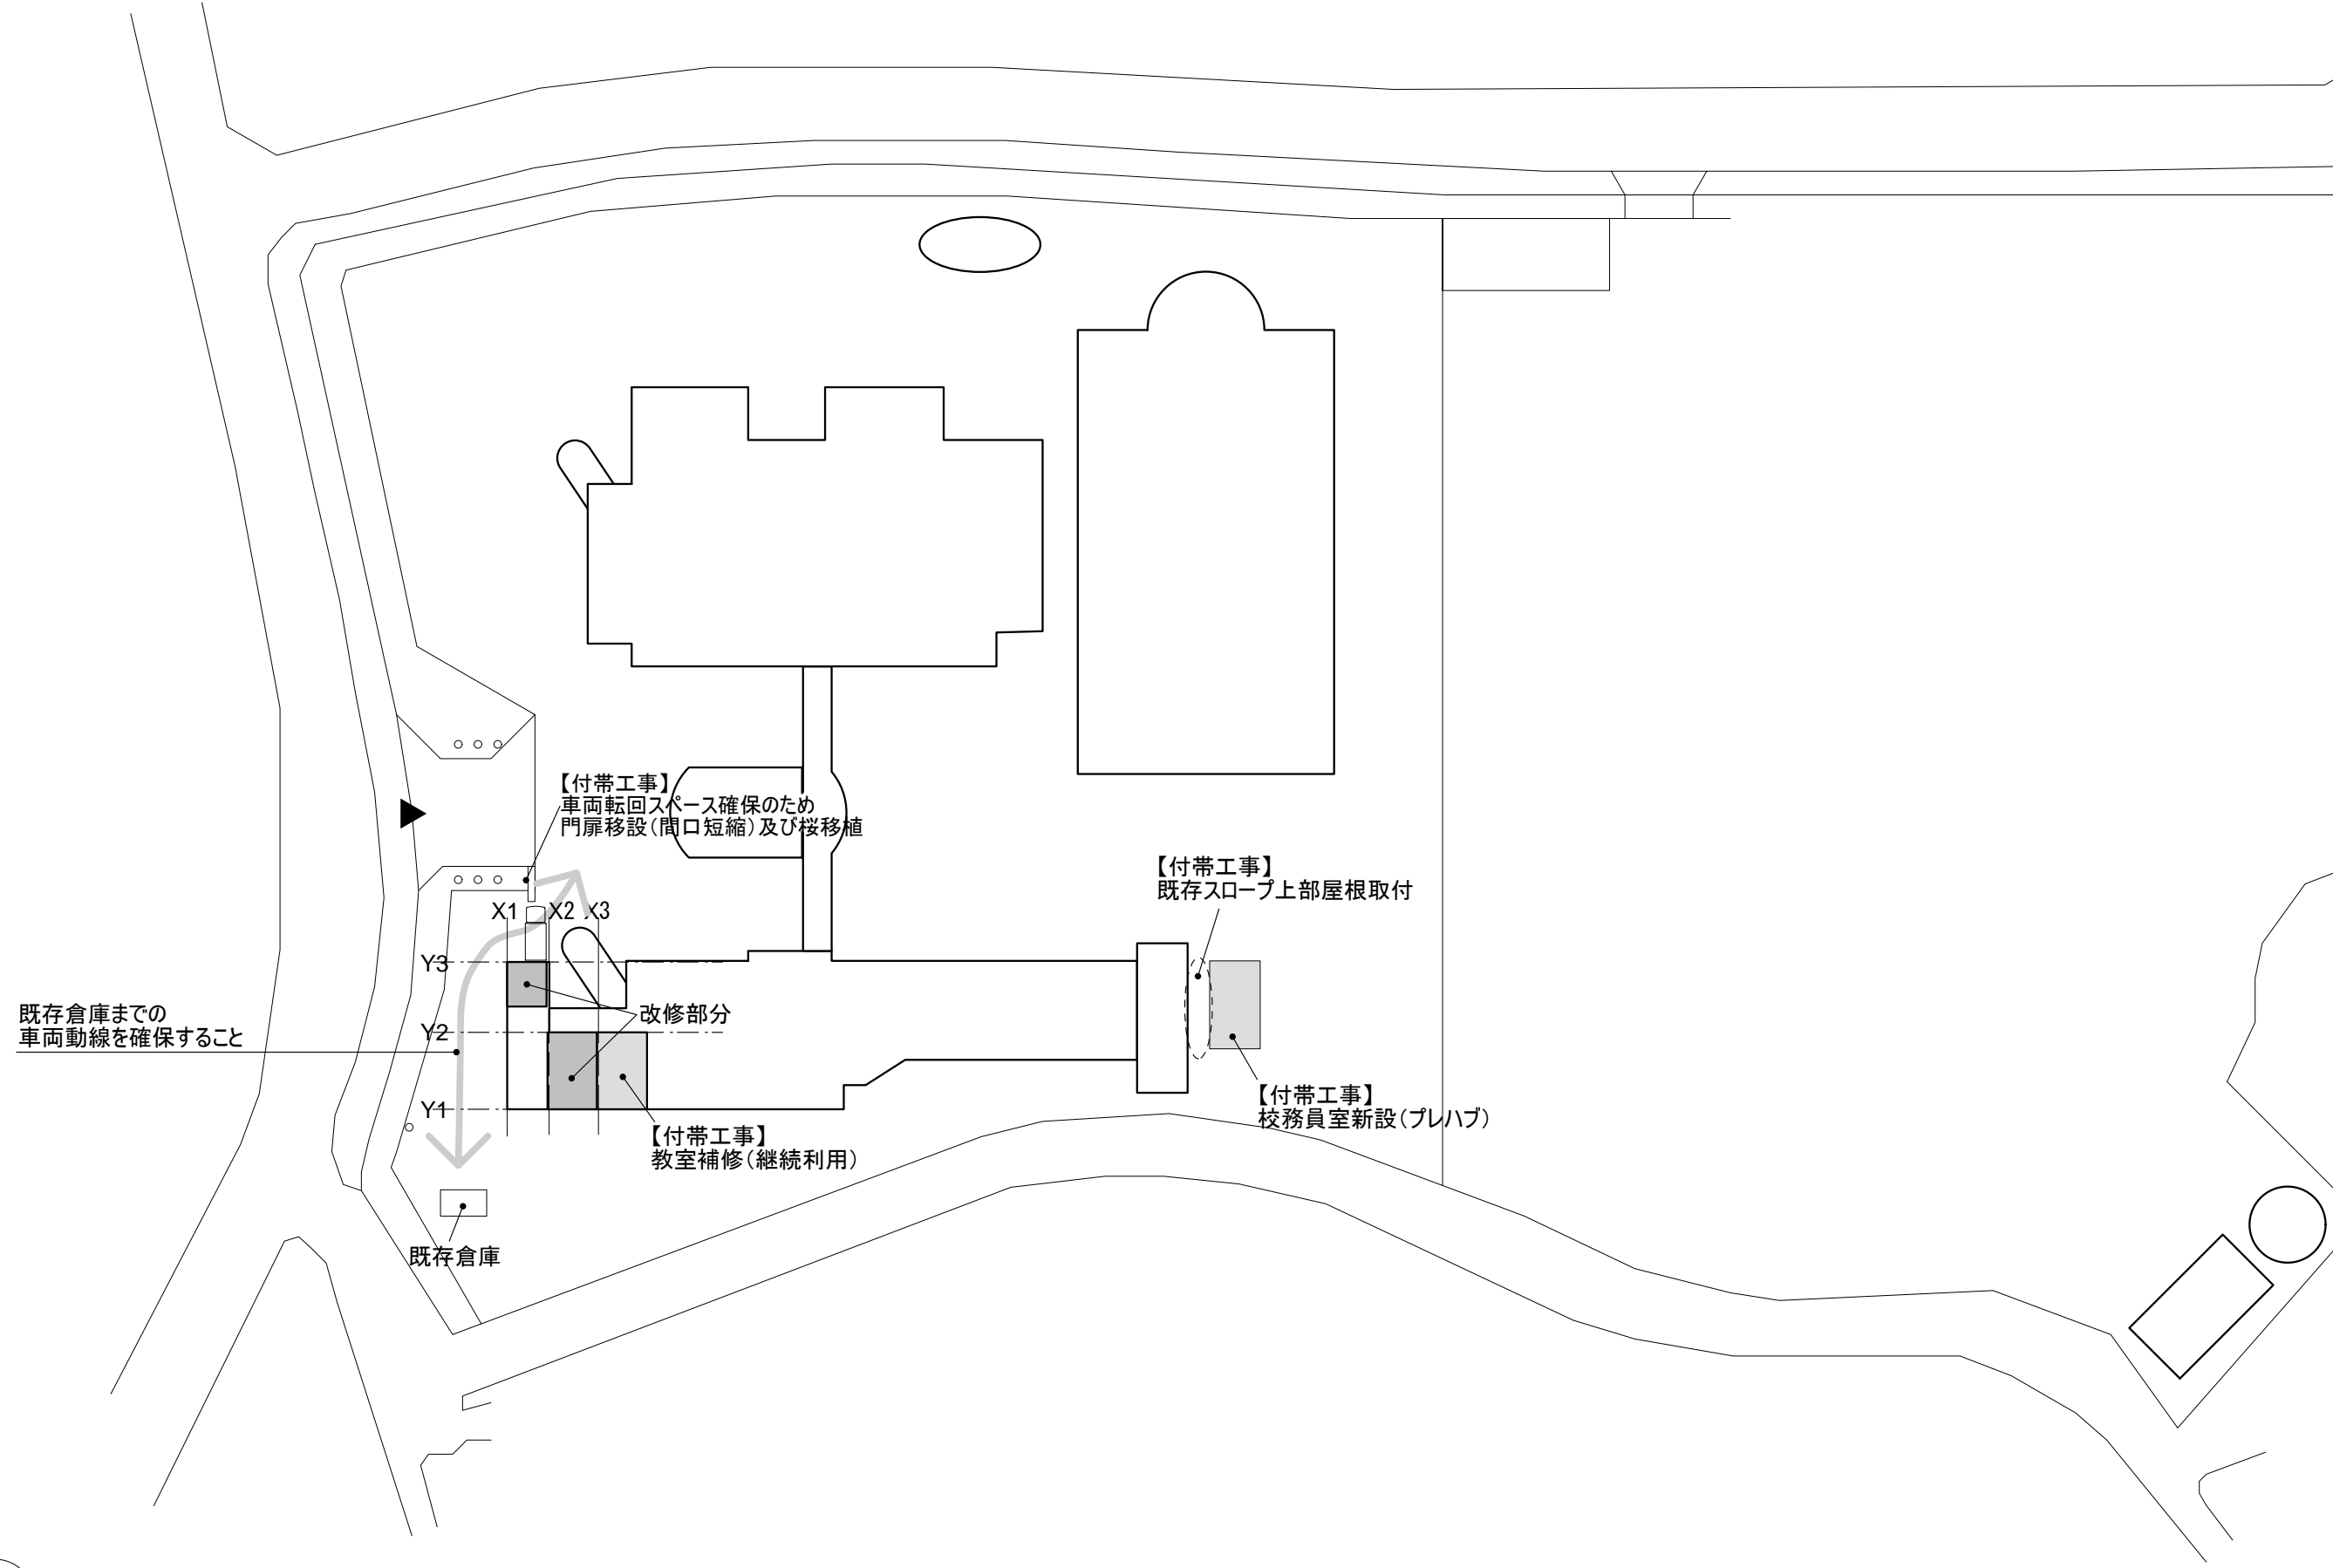 【付帯工事】
車両転回スペース確保のため
門扉移設(間口短縮)及び桜移植
【付帯工事】
既存スロープ上部屋根取付
X1
X2
X3
Y3
既存倉庫までの
車両動線を確保すること
改修部分
Y2
Y1
【付帯工事】
校務員室新設(プレハブ)
【付帯工事】
教室補修(継続利用)
既存倉庫